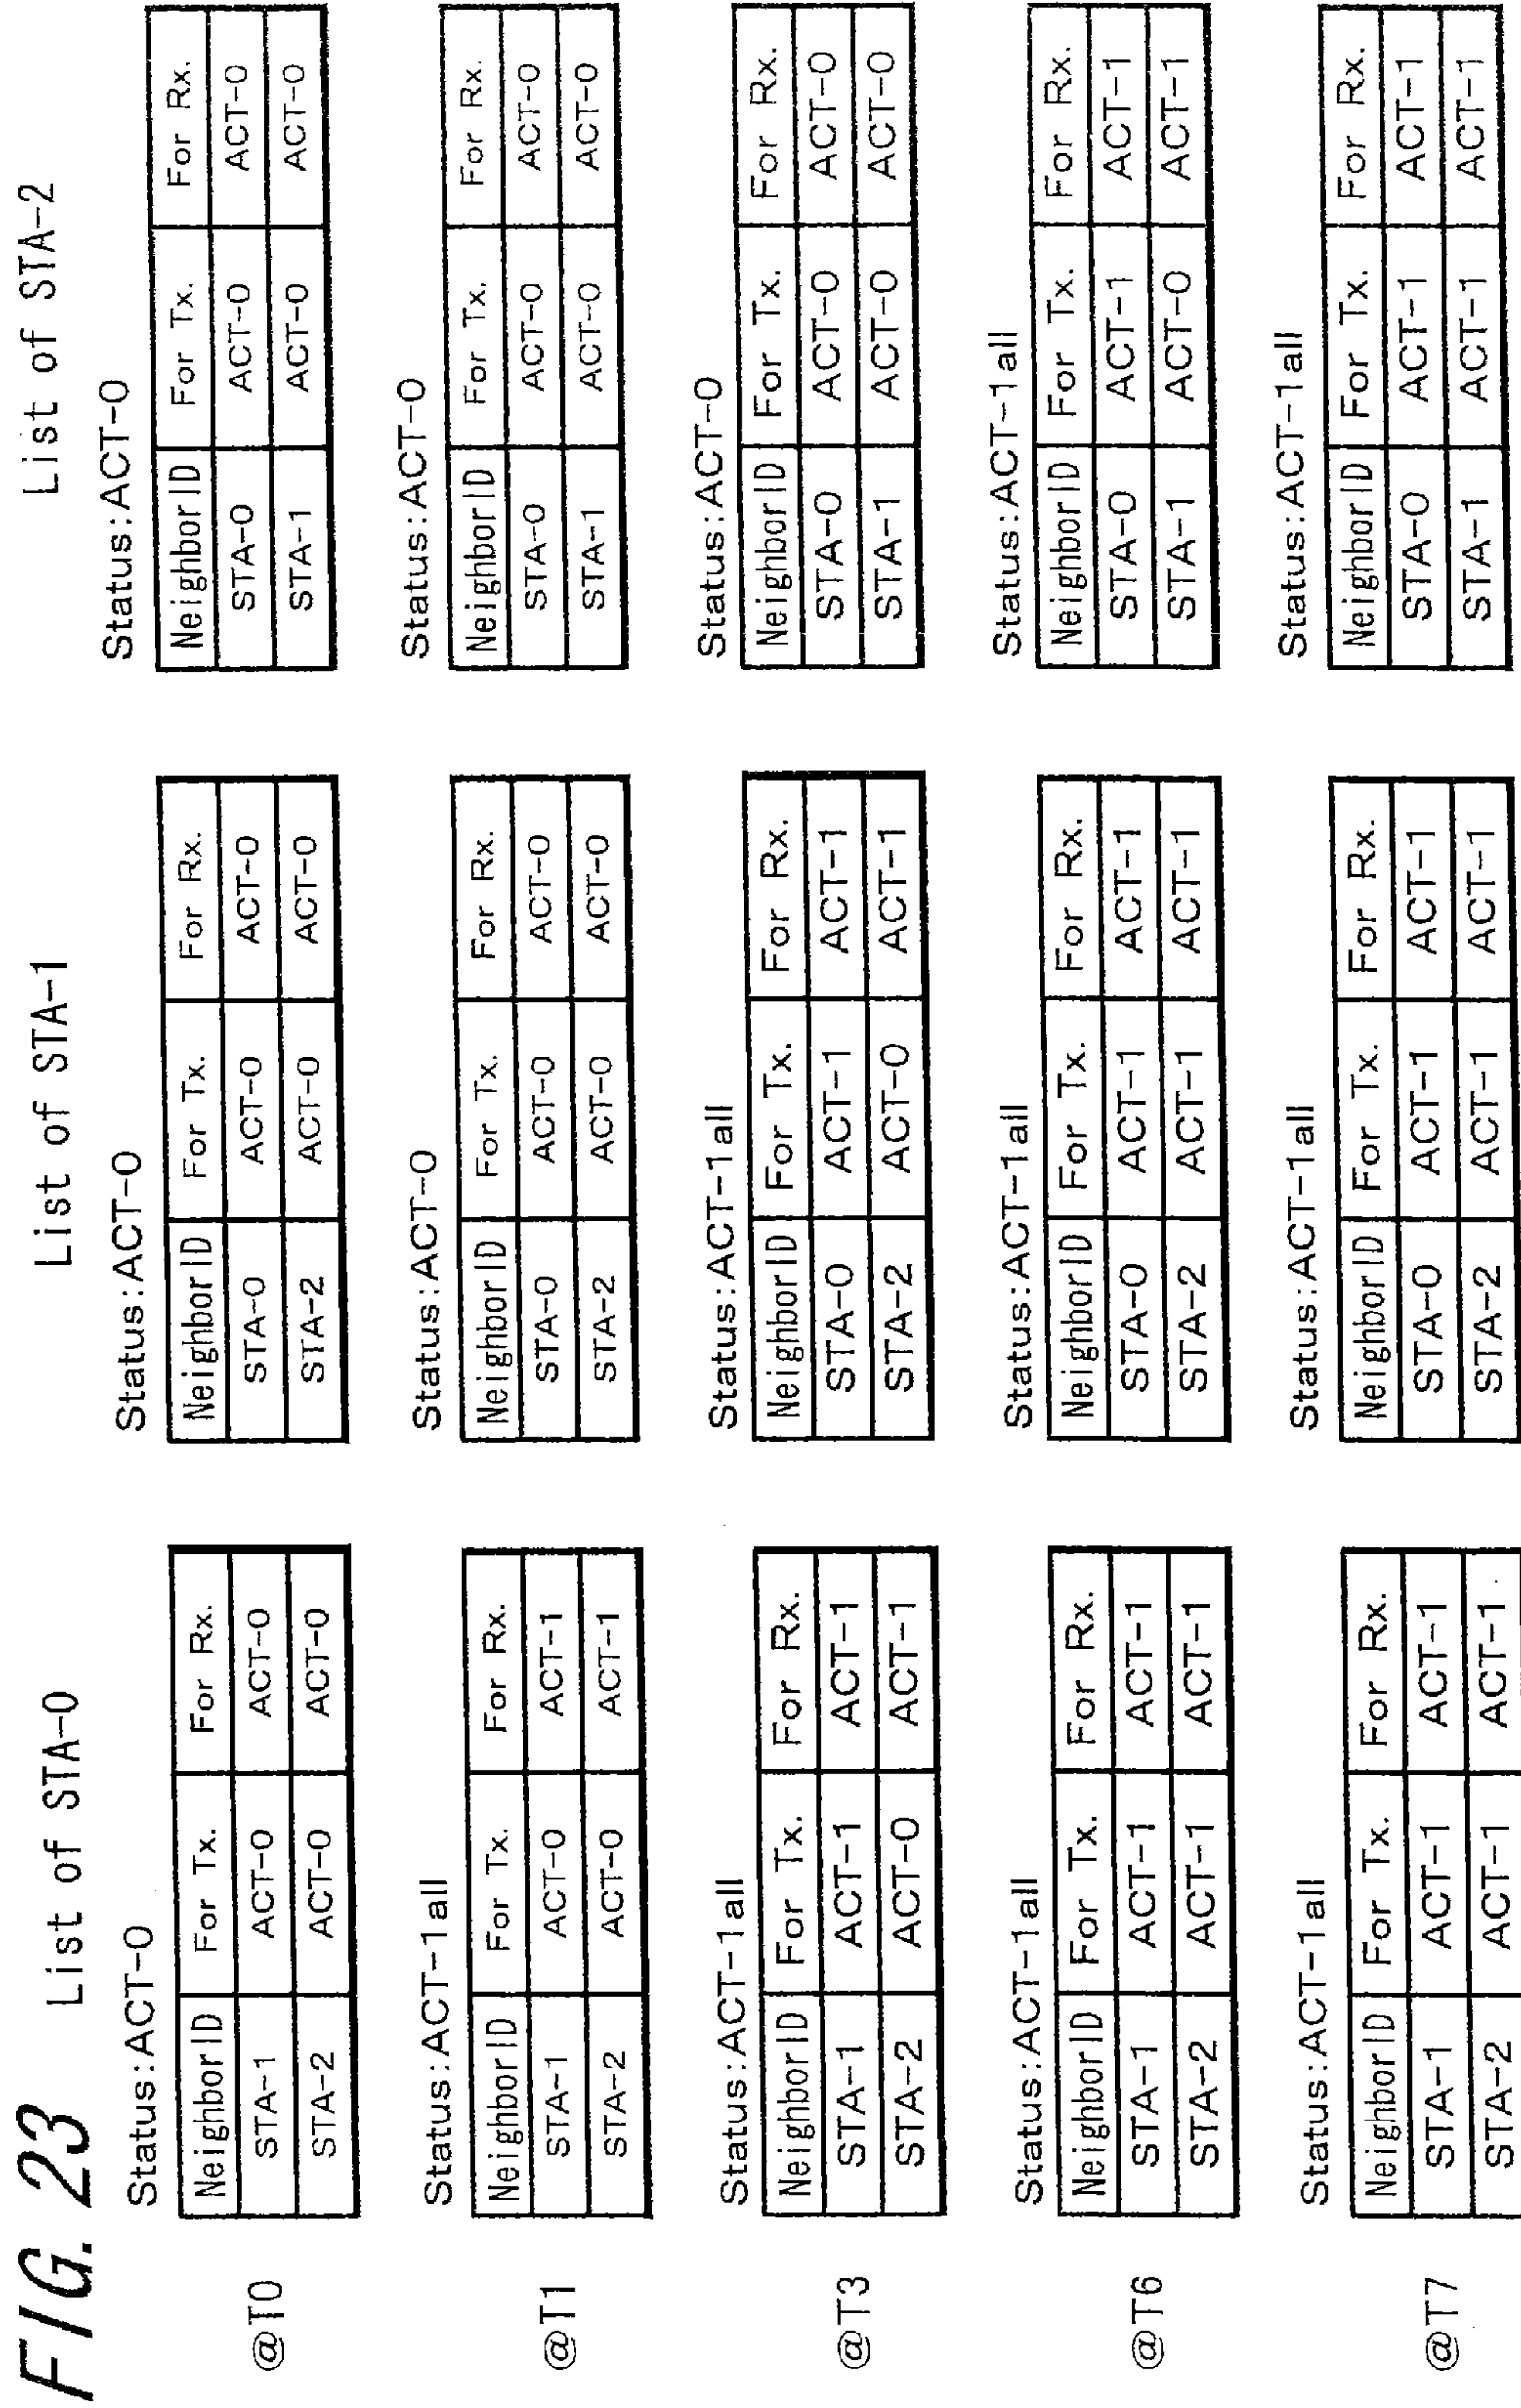 FIG. 23
List of STA-0
List of STA-1
List of STA-2
@T0
Status:ACT-0
NeighborID For Tx. For Rx.
STA-1 ACT-0 ACT-0
STA-2 ACT-0 ACT-0
Status:ACT-0
NeighborID For Tx. For Rx.
STA-0 ACT-0 ACT-0
STA-2 ACT-0 ACT-0
Status:ACT-0
NeighborID For Tx. For Rx.
STA-0 ACT-0 ACT-0
STA-1 ACT-0 ACT-0
@T1
Status:ACT-1all
NeighborID For Tx. For Rx.
STA-1 ACT-0 ACT-1
STA-2 ACT-0 ACT-1
Status:ACT-0
NeighborID For Tx. For Rx.
STA-0 ACT-0 ACT-0
STA-2 ACT-0 ACT-0
Status:ACT-0
NeighborID For Tx. For Rx.
STA-0 ACT-0 ACT-0
STA-1 ACT-0 ACT-0
@T3
Status:ACT-1all
NeighborID For Tx. For Rx.
STA-1 ACT-1 ACT-1
STA-2 ACT-0 ACT-1
Status:ACT-1all
NeighborID For Tx. For Rx.
STA-0 ACT-1 ACT-1
STA-2 ACT-0 ACT-1
Status:ACT-0
NeighborID For Tx. For Rx.
STA-0 ACT-0 ACT-0
STA-1 ACT-0 ACT-0
@T6
Status:ACT-1all
NeighborID For Tx. For Rx.
STA-1 ACT-1 ACT-1
STA-2 ACT-1 ACT-1
Status:ACT-1all
NeighborID For Tx. For Rx.
STA-0 ACT-1 ACT-1
STA-2 ACT-1 ACT-1
Status:ACT-1all
NeighborID For Tx. For Rx.
STA-0 ACT-1 ACT-1
STA-1 ACT-0 ACT-1
@T7
Status:ACT-1all
NeighborID For Tx. For Rx.
STA-1 ACT-1 ACT-1
STA-2 ACT-1 ACT-1
Status:ACT-1all
NeighborID For Tx. For Rx.
STA-0 ACT-1 ACT-1
STA-2 ACT-1 ACT-1
Status:ACT-1all
NeighborID For Tx. For Rx.
STA-0 ACT-1 ACT-1
STA-1 ACT-1 ACT-1